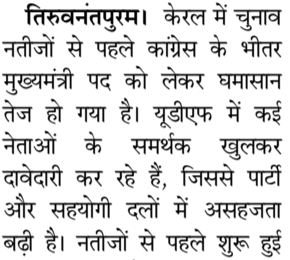 तिरुवनंतपुरम। केरल में चुनाव
नतीजों से पहले कांग्रेस के भीतर
मुख्यमंत्री पद को लेकर घमासान
तेज हो गया है। यूडीएफ में कई
नेताओं के समर्थक खुलकर
दावेदारी कर रहे हैं, जिससे पार्टी
और सहयोगी दलों में असहजता
बढ़ी है। नतीजों से पहले शुरू हुई